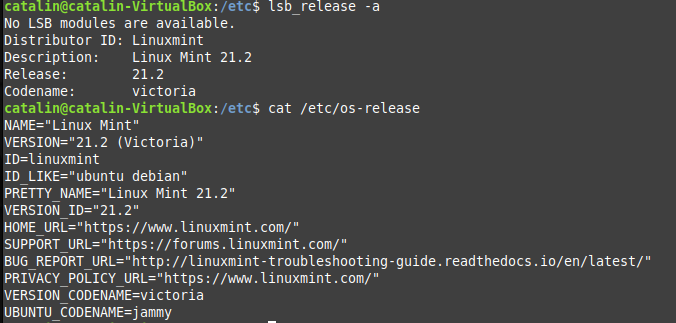 catalin@catalin-VirtualBox:/etc$ lsb_release -a
No LSB modules are available.
Distributor ID: Linuxmint
Description:    Linux Mint 21.2
Release:        21.2
Codename:       victoria
catalin@catalin-VirtualBox:/etc$ cat /etc/os-release
NAME="Linux Mint"
VERSION="21.2 (Victoria)"
ID=linuxmint
ID_LIKE="ubuntu debian"
PRETTY_NAME="Linux Mint 21.2"
VERSION_ID="21.2"
HOME_URL="https://www.linuxmint.com/"
SUPPORT_URL="https://forums.linuxmint.com/"
BUG_REPORT_URL="http://linuxmint-troubleshooting-guide.readthedocs.io/en/latest/"
PRIVACY_POLICY_URL="https://www.linuxmint.com/"
VERSION_CODENAME=victoria
UBUNTU_CODENAME=jammy